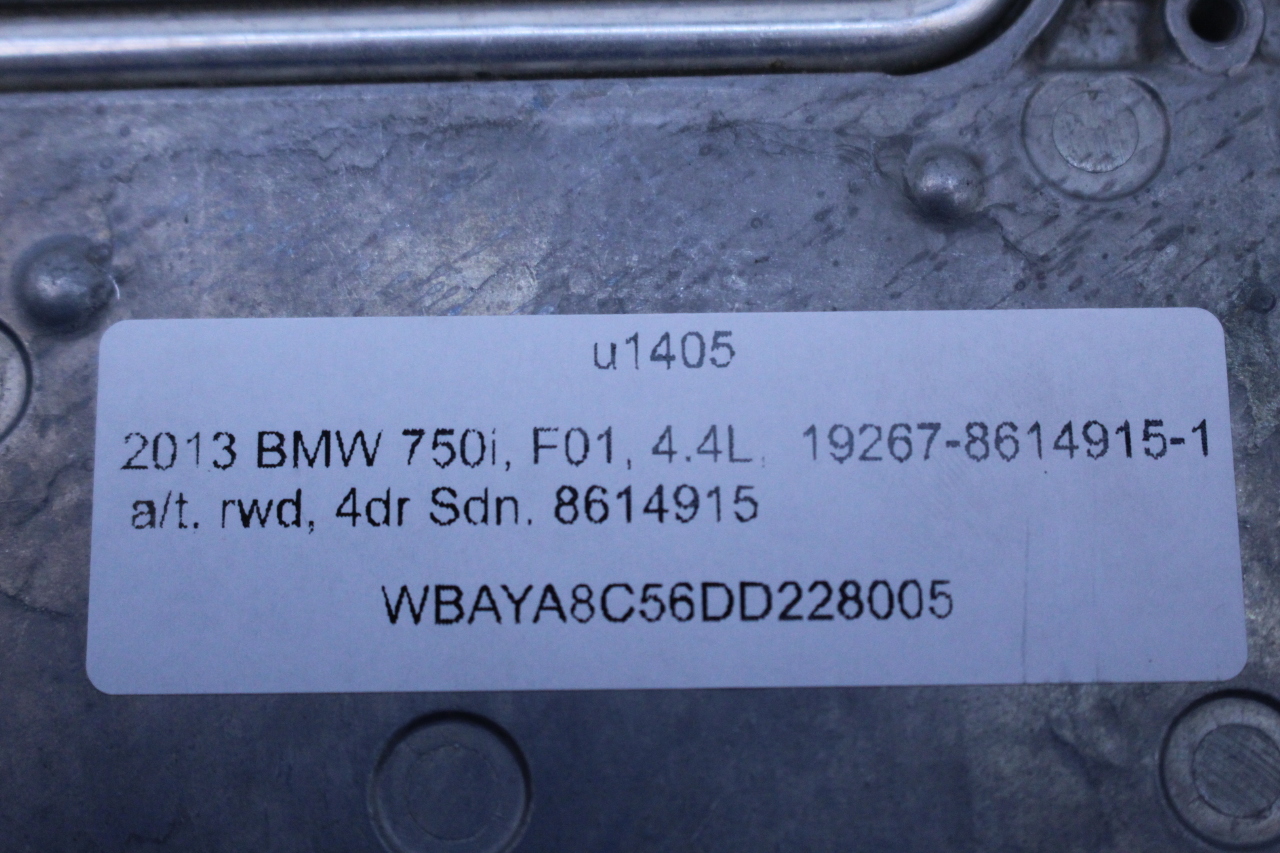 u1405
2013 BMW 750i, F01, 4.4L, 19267-8614915-1
a/t. rwd, 4dr Sdn. 8614915
WBAYA8C56DD228005